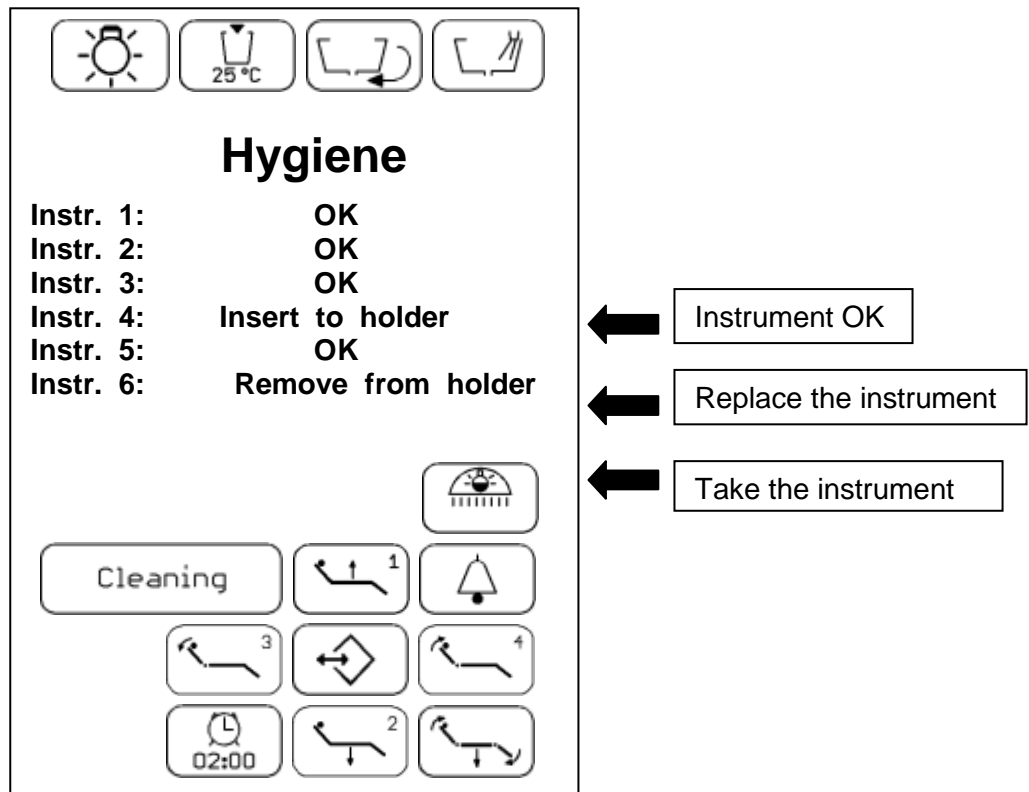 25 °C
Hygiene
Instr. 1: OK
Instr. 2: OK
Instr. 3: OK
Instr. 4: Insert to holder
Instr. 5: OK
Instr. 6: Remove from holder
Instrument OK
Replace the instrument
Take the instrument
Cleaning
1
3
4
02:00
2